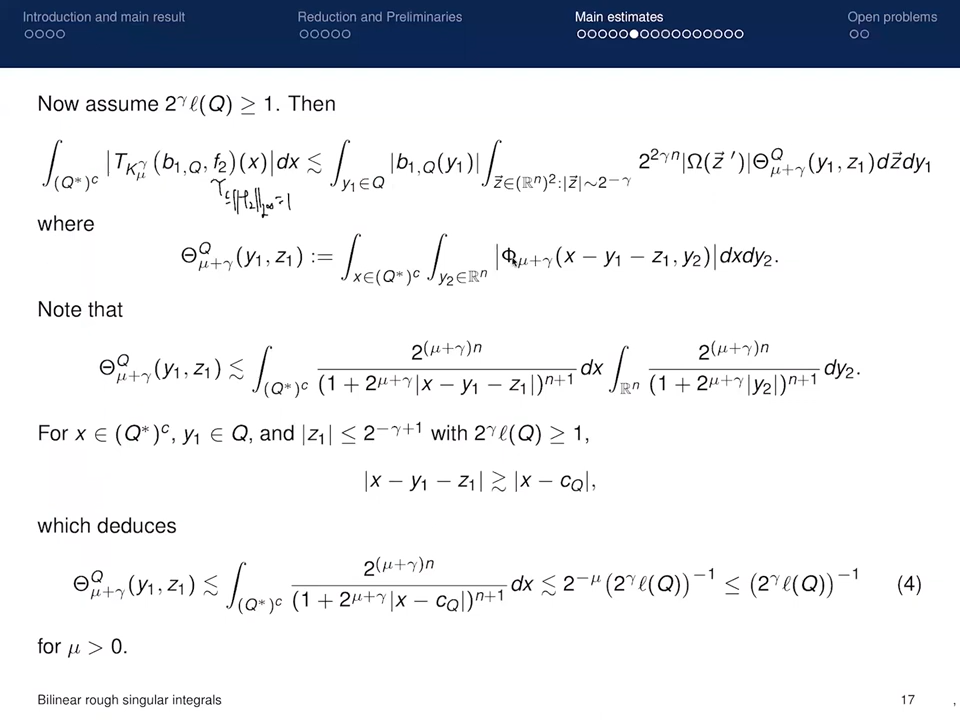 Introduction and main result Reduction and Preliminaries Main estimates Open problems
Now assume 2^γ ℓ(Q) ≥ 1. Then
∫_{(Q*)^c} |T_{K_μ^γ}(b_{1,Q}, f_2)(x)| dx ≲ ∫_{y_1∈Q} |b_{1,Q}(y_1)| ∫_{z⃗∈(ℝ^n)^2:|z⃗|∼2^{−γ}} 2^{2γn}|Ω(z⃗ ′)|Θ^Q_{μ+γ}(y_1, z_1)dz⃗dy_1
‖f_2‖_{L^∞}=1
where
Θ^Q_{μ+γ}(y_1, z_1) := ∫_{x∈(Q*)^c} ∫_{y_2∈ℝ^n} |Φ_{μ+γ}(x − y_1 − z_1, y_2)| dxdy_2.
Note that
Θ^Q_{μ+γ}(y_1, z_1) ≲ ∫_{(Q*)^c} 2^{(μ+γ)n} / (1 + 2^{μ+γ}|x − y_1 − z_1|)^{n+1} dx ∫_{ℝ^n} 2^{(μ+γ)n} / (1 + 2^{μ+γ}|y_2|)^{n+1} dy_2.
For x ∈ (Q*)^c, y_1 ∈ Q, and |z_1| ≤ 2^{−γ+1} with 2^γ ℓ(Q) ≥ 1,
|x − y_1 − z_1| ≳ |x − c_Q|,
which deduces
Θ^Q_{μ+γ}(y_1, z_1) ≲ ∫_{(Q*)^c} 2^{(μ+γ)n} / (1 + 2^{μ+γ}|x − c_Q|)^{n+1} dx ≲ 2^{−μ}(2^γ ℓ(Q))^{−1} ≤ (2^γ ℓ(Q))^{−1} (4)
for μ > 0.
Bilinear rough singular integrals 17 ,